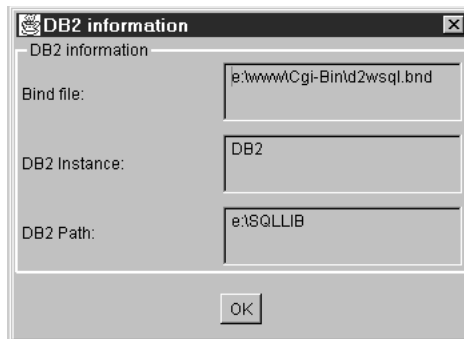 DB2 information
DB2 information
Bind file:
e:\www\Cgi-Bin\d2wsql.bnd
DB2 Instance:
DB2
DB2 Path:
e:\SQLLIB
OK